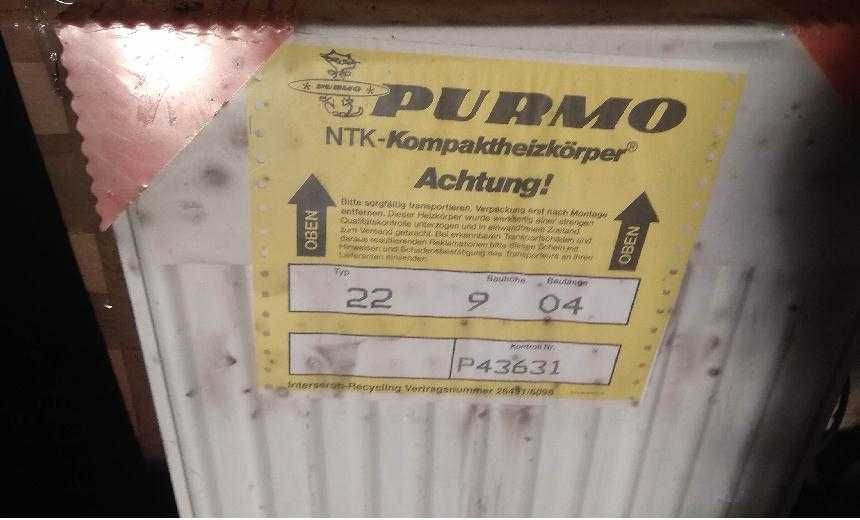 PURMO
PURMO
NTK-Kompaktheizkörper®
Achtung!
OBEN
Bitte sorgfältig transportieren. Verpackung erst nach Montage
entfernen. Dieser Heizkörper wurde werkseitig einer strengen
Qualitätskontrolle unterzogen und in einwandfreiem Zustand
zum Versand gebracht. Bei erkennbaren Transportschäden und
daraus resultierenden Reklamationen bitte diesen Schein mit
Hinweisen und Schadensbestätigung des Transporteurs an Ihren
Lieferanten einsenden.
OBEN
Typ Bauhöhe Baulänge
22 9 04
Kontroll Nr.
P43631
Interseroh-Recycling Vertragsnummer